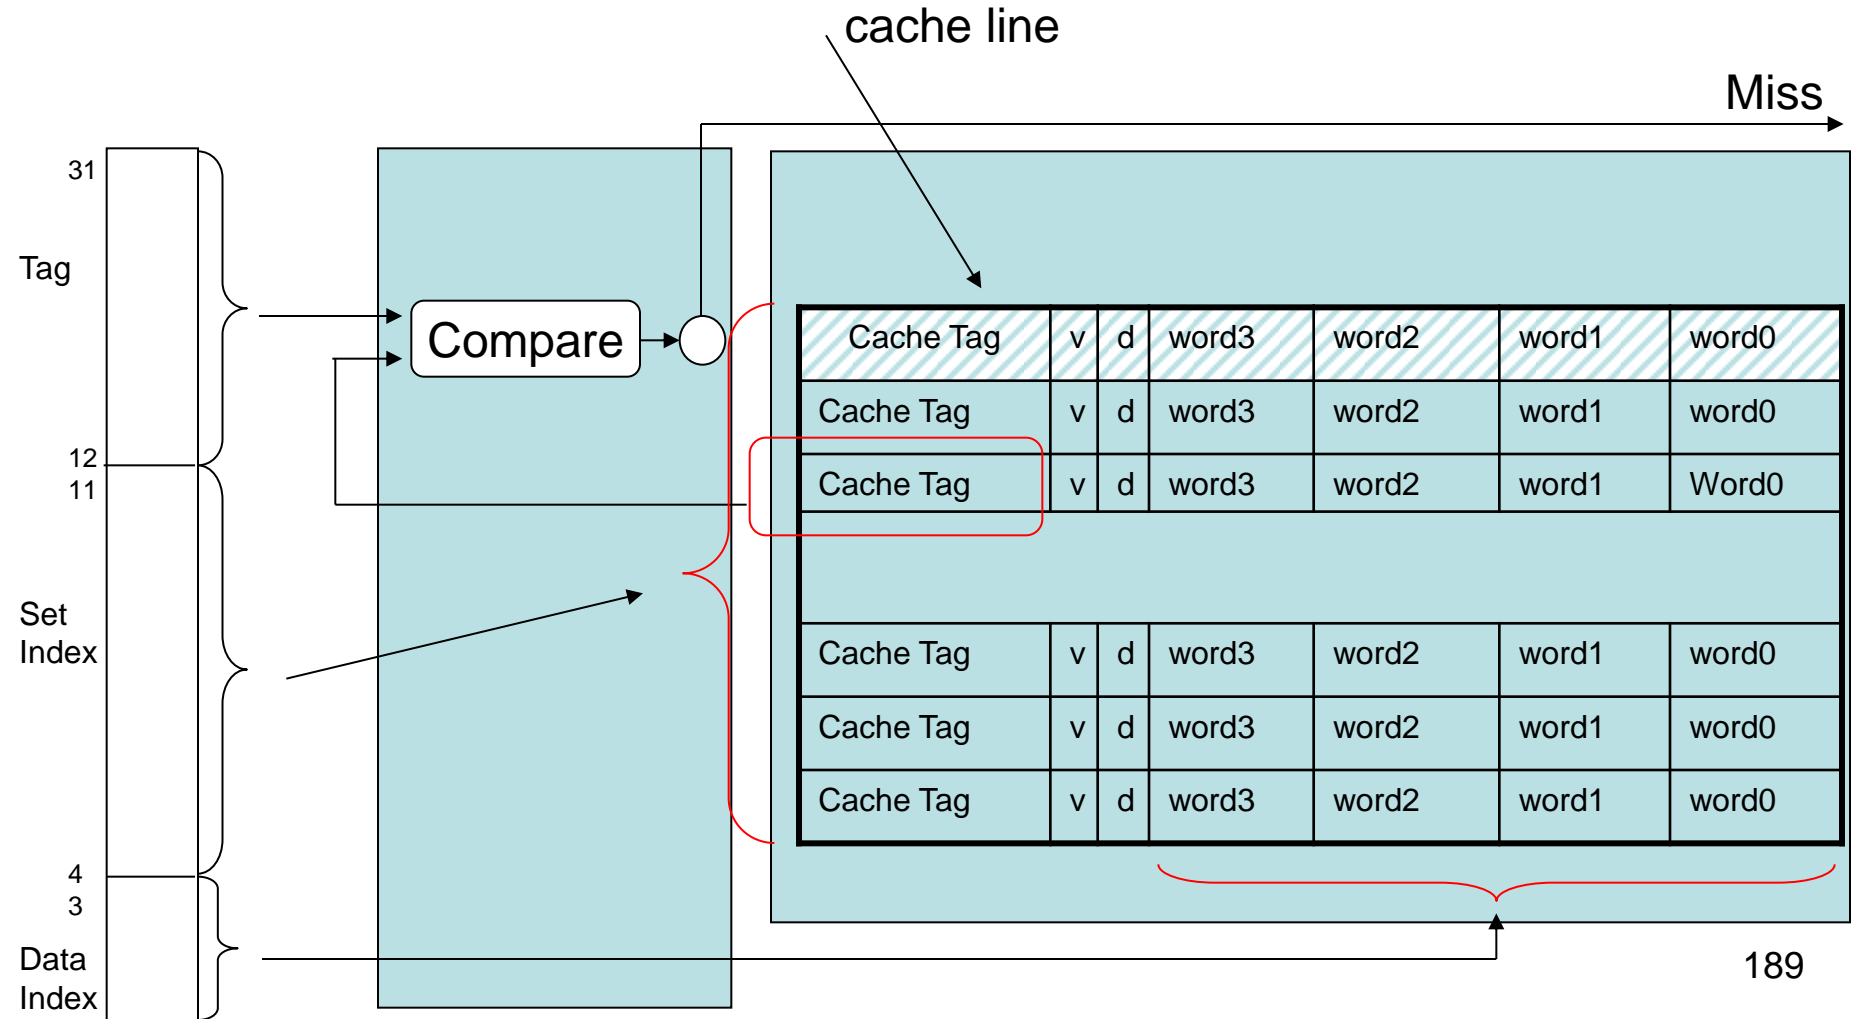 cache line
Miss
31
Tag
12
11
Set
Index
4
3
Data
Index
Compare
Cache Tag v d word3 word2 word1 word0
Cache Tag v d word3 word2 word1 word0
Cache Tag v d word3 word2 word1 Word0
Cache Tag v d word3 word2 word1 word0
Cache Tag v d word3 word2 word1 word0
Cache Tag v d word3 word2 word1 word0
189